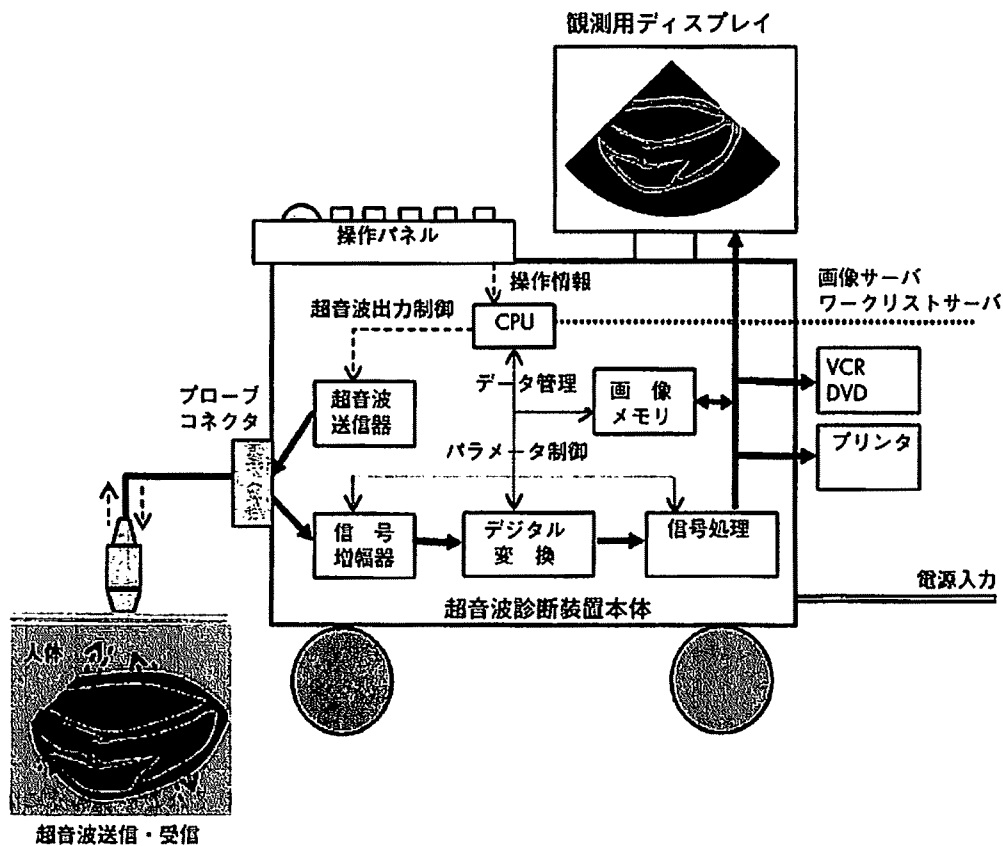 観測用ディスプレイ
操作パネル
操作情報
画像サーバ
ワークリストサーバ
超音波出力制御
CPU
VCR
DVD
データ管理
画像
メモリ
プローブ
コネクタ
超音波
送信器
プリンタ
パラメータ制御
信号
増幅器
デジタル
変換
信号処理
電源入力
超音波診断装置本体
人体
超音波送信・受信